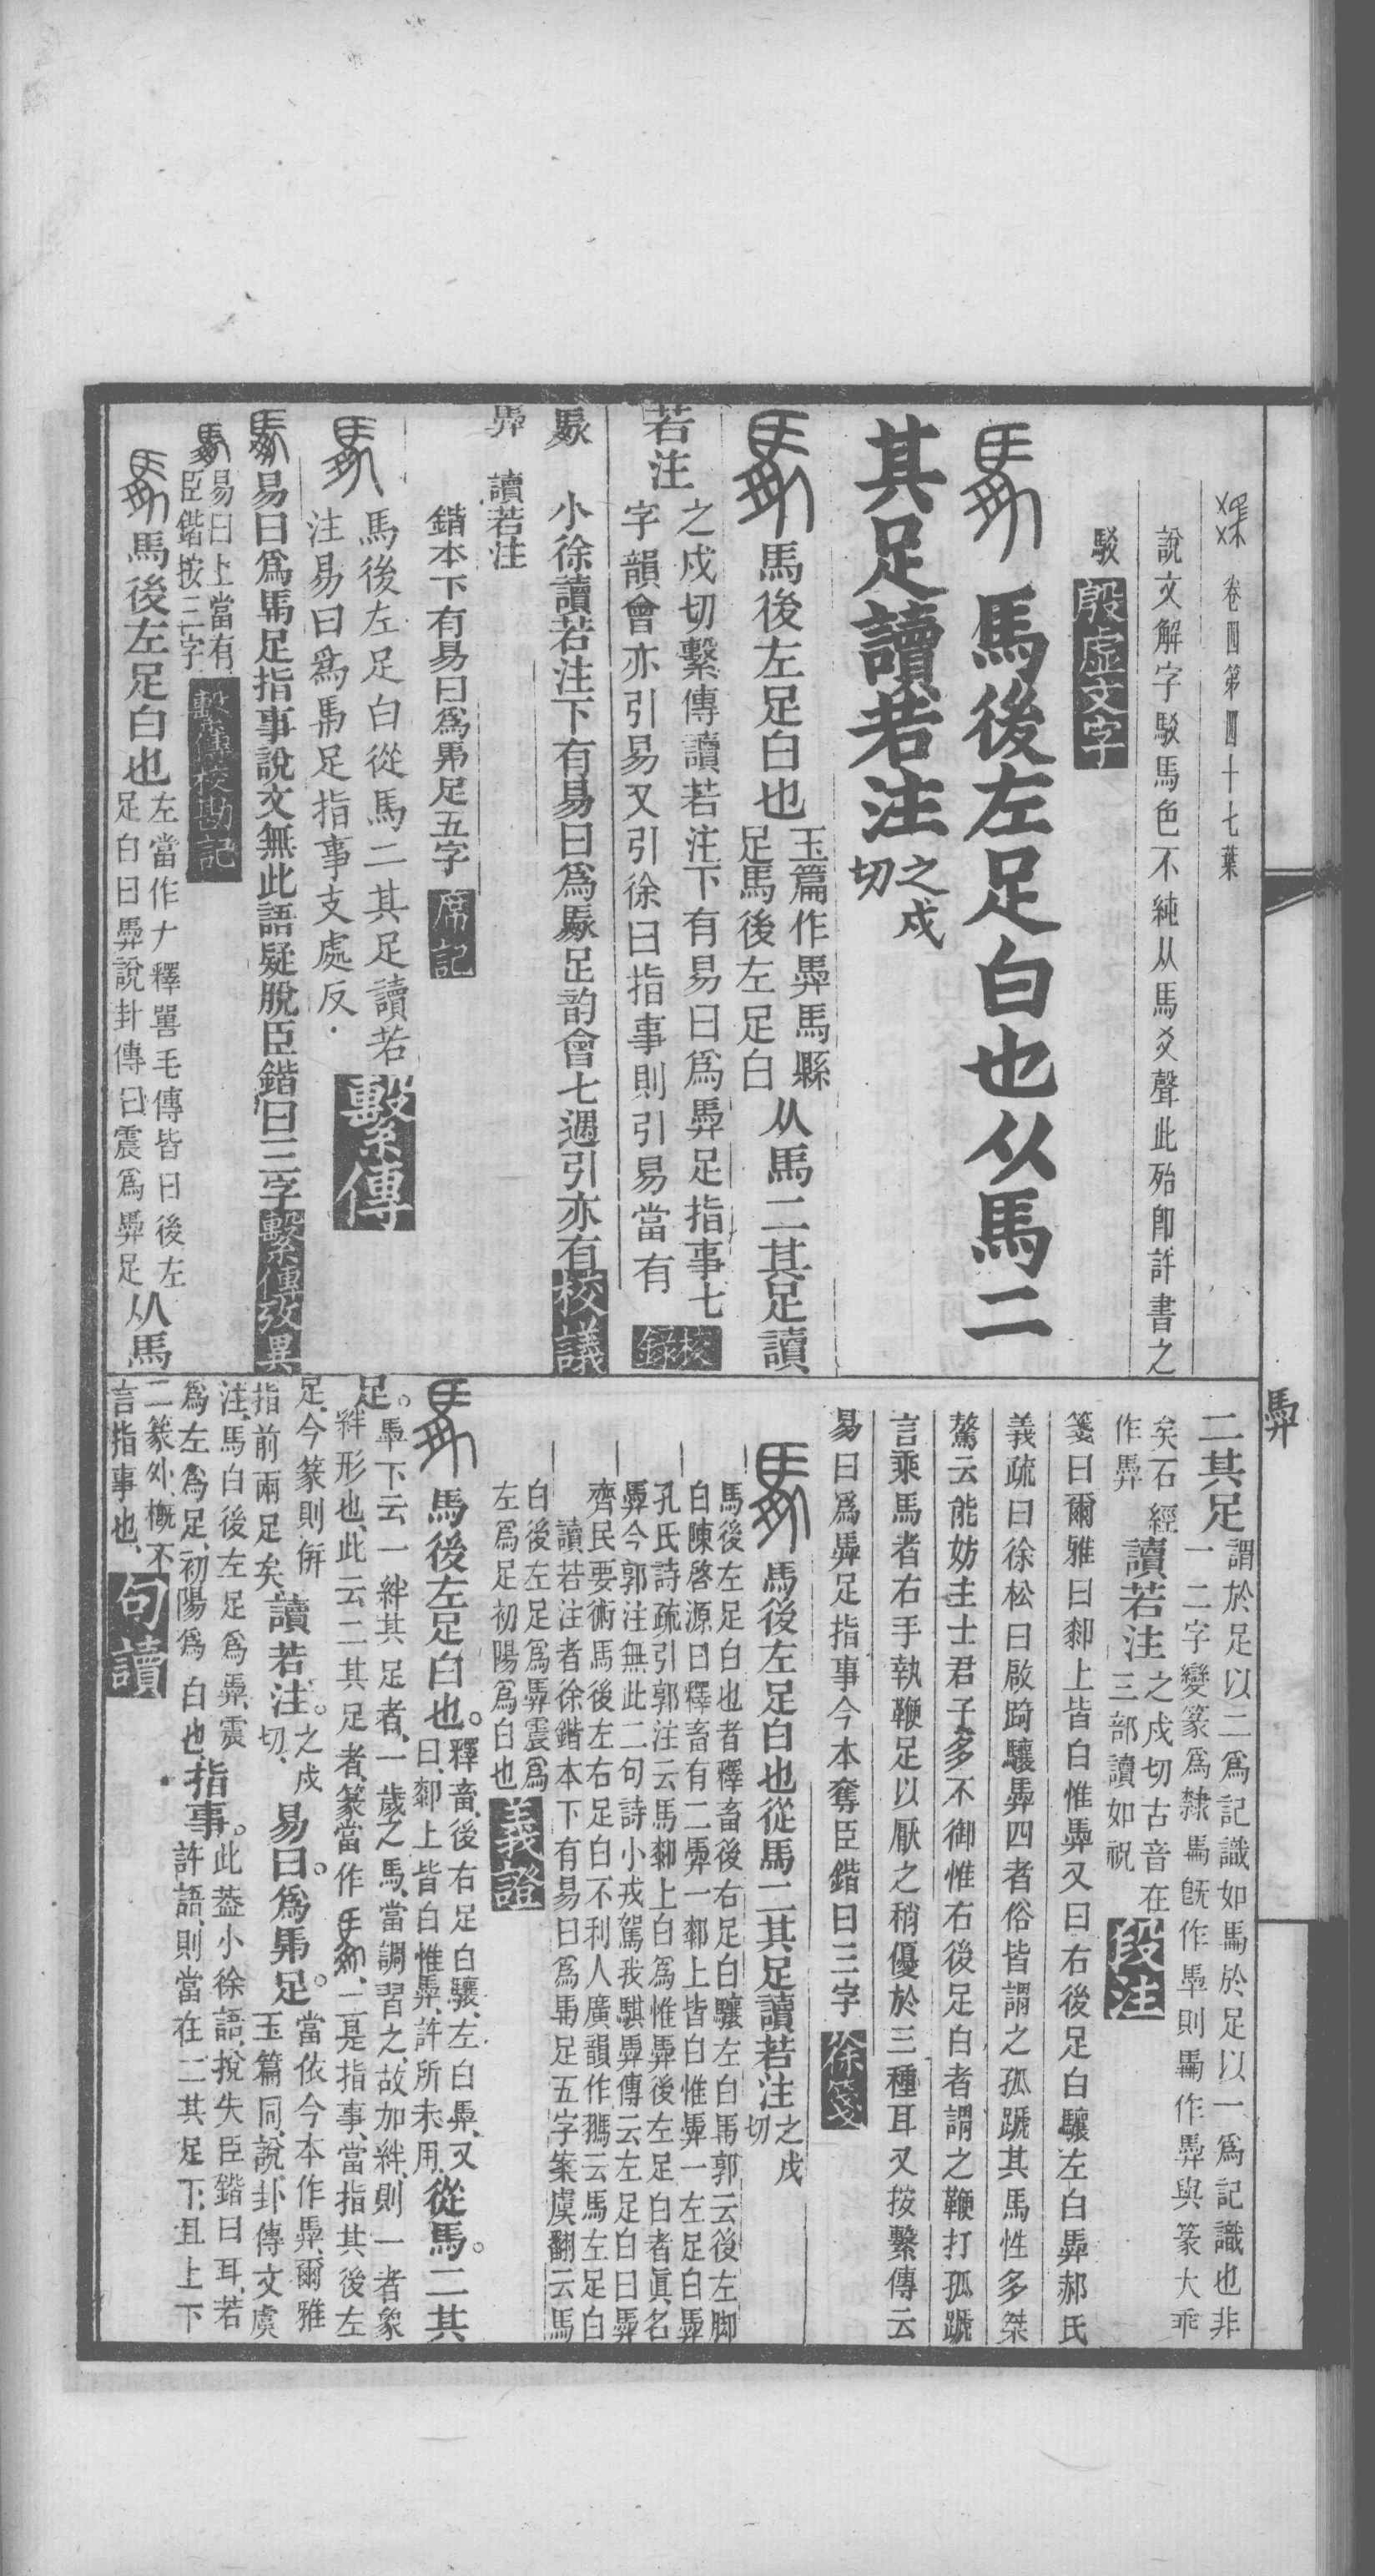 卷四第四十七葉
說文解字駁馬色不純从馬爻聲此殆卽許書之
駁 殷虛文字
馬後左足白也从馬二
其足讀若注之戍切
馬後左足白也玉篇作馵馬縣足馬後左足白从馬二其足讀
若注之戍切繫傳讀若注下有易曰爲馵足指事七字韻會亦引易又引徐曰指事則引易當有 校錄
馵 小徐讀若注下有易曰爲馵足韵會七遇引亦有 校議
馵 讀若注
鍇本下有易曰爲馵足五字 席記
馬後左足白從馬二其足讀若
注易曰爲馵足指事支處反 繫傳
易曰爲馵足指事說文無此語疑脫臣鍇曰三字 繫傳攷異
易曰上當有臣鍇按三字 繫傳校勘記
馬後左足白也左當作𠂇釋嘼毛傳皆曰後左足白曰馵說卦傳曰震爲馵足从馬
馵
二其足謂於足以二爲記識如馵於足以一爲記識也非一二字變篆爲隸馵旣作馵則馵作馵與篆大乖
矣石經作馵讀若注之戍切古音在三部讀如祝 段注
箋曰爾雅曰厀上皆白惟馵又曰右後足白驤左白馵郝氏
義疏曰徐松曰啟踦驤馵四者俗皆謂之孤蹏其馬性多桀
驁云能妨主士君子多不御惟右後足白者謂之鞭打孤蹏
言乘馬者右手執鞭足以厭之稍優於三種耳又按繫傳云
易曰爲馵足指事今本奪臣鍇曰三字 徐箋
馬後左足白也從馬二其足讀若注之戍切
馬後左足白也者釋畜後右足白驤左白馵郭云後左脚
白陳啓源曰釋畜有二馵一厀上皆白惟馵一左足白馵
孔氏詩疏引郭注云馬厀上白爲惟馵後左足白者眞名
馵今郭注無此二句詩小戎駕我騏馵傳云左足白曰馵
齊民要術馬後左右足白不利人廣韻作𩢠云馬左足白
讀若注者徐鍇本下有易曰爲馵足五字案虞翻云馬
白後左足爲馵震爲
左爲足初陽爲白也 義證
馬後左足白也。釋畜、後右足白驤、左白馵、又曰、厀上皆白惟馵、許所未用、從馬。二其
足。馵下云一絆其足者、一歲之馬、當調習之、故加絆、則一者象絆形也、此云二其足者、篆當作、二是指事、當指其後左
足、今篆則倂指前兩足矣、讀若注。之戍切、易曰。爲馵足。當依今本作馵、爾雅玉篇同、說卦傳文虞
注、馬白後左足爲馵、震爲左爲足、初陽爲白也、指事。此葢小徐語、挩失臣鍇曰耳、若許語、則當在二其足下、且上下
二篆外、槪不言指事也、 句讀